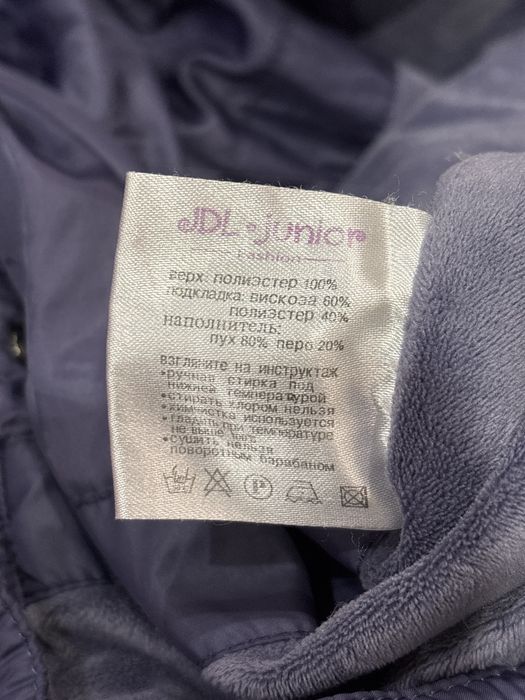 JDL junior
Fashion
верх: полиэстер 100%
подкладка: вискоза 60%
полиэстер 40%
наполнитель:
пух 80% перо 20%
взгляните на инструктаж
•ручная стирка под
нижней температурой
•стирать хлором нельзя
•химчистка используется
•гладить при температуре
не выше 100%
•сушить нельзя
поворотным барабаном
P